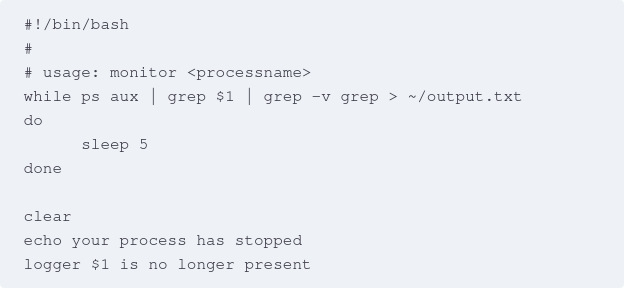 #!/bin/bash
#
# usage: monitor <processname>
while ps aux | grep $1 | grep -v grep > ~/output.txt
do
      sleep 5
done

clear
echo your process has stopped
logger $1 is no longer present